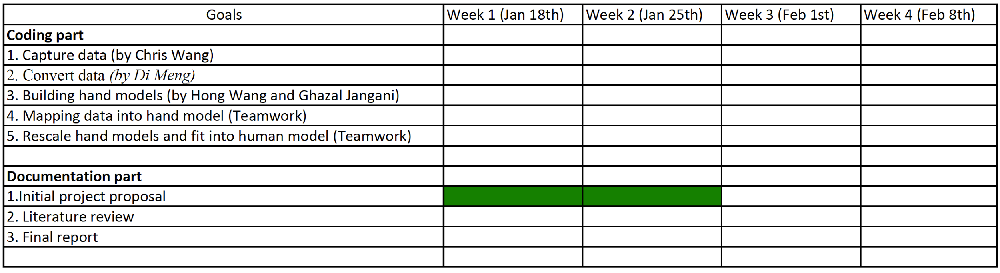 Goals Week 1 (Jan 18th) Week 2 (Jan 25th) Week 3 (Feb 1st) Week 4 (Feb 8th)
Coding part
1. Capture data (by Chris Wang)
2. Convert data (by Di Meng)
3. Building hand models (by Hong Wang and Ghazal Jangani)
4. Mapping data into hand model (Teamwork)
5. Rescale hand models and fit into human model (Teamwork)
Documentation part
1.Initial project proposal
2. Literature review
3. Final report